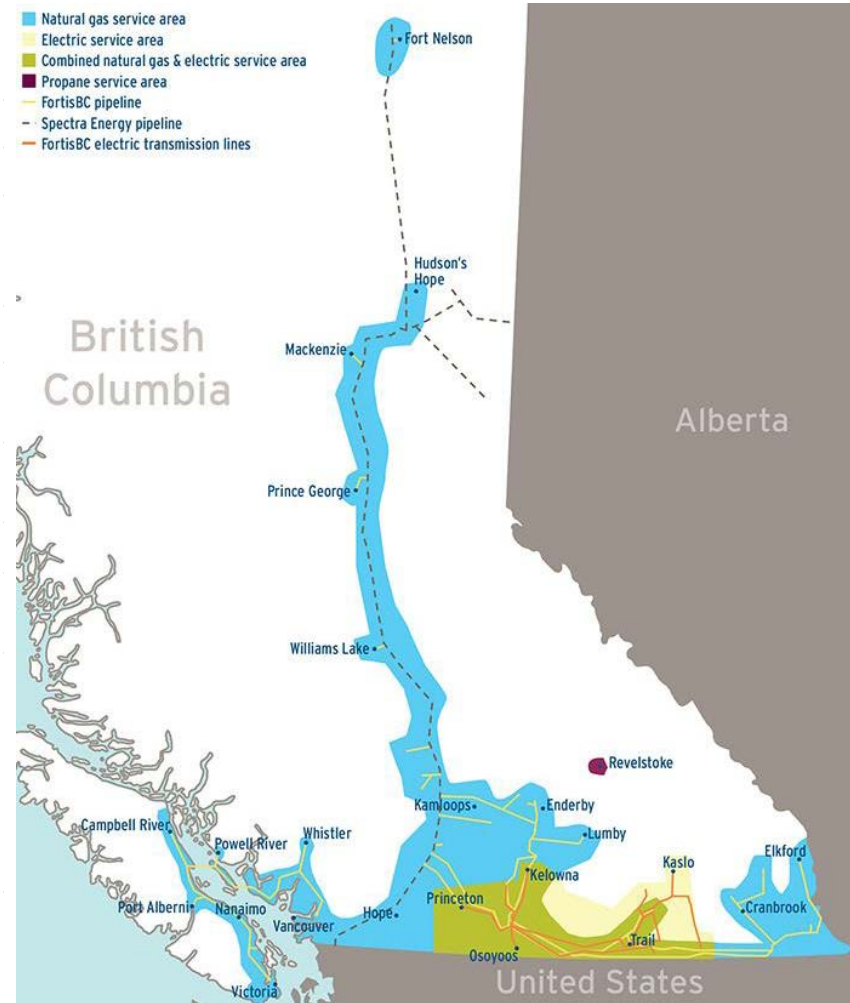 Natural gas service area
Electric service area
Combined natural gas & electric service area
Propane service area
FortisBC pipeline
Spectra Energy pipeline
FortisBC electric transmission lines
Fort Nelson
Hudson's
Hope
British
Columbia
Mackenzie
Alberta
Prince George
Williams Lake
Revelstoke
Kamloops
Enderby
Campbell River
Powell River
Whistler
Lumby
Kaslo
Elkford
Kelowna
Port Alberni
Nanaimo
Vancouver
Hope
Princeton
Cranbrook
Trail
Osoyoos
United States
Victoria